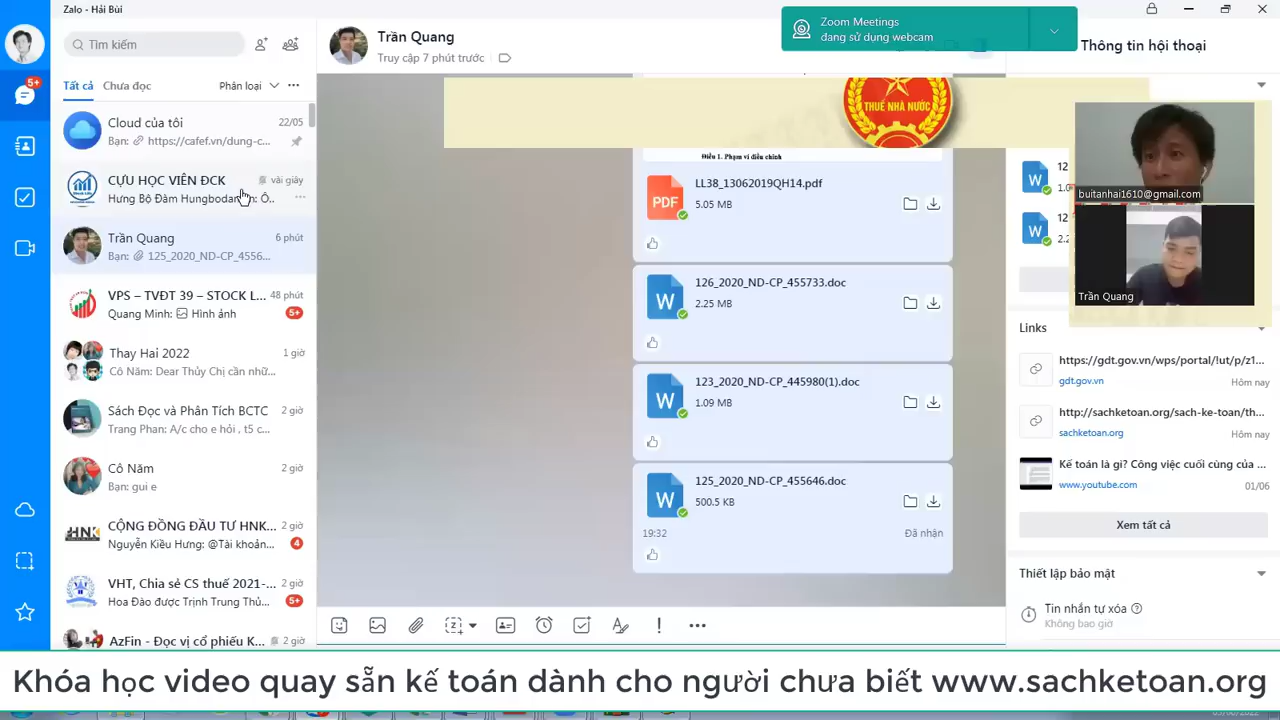 Zalo - Hải Bùi
Tìm kiếm
Tất cả
Chưa đọc
Phân loại
Cloud của tôi
22/05
Bạn: https://cafef.vn/dung-c...
CỰU HỌC VIÊN ĐCK
vài giây
Hưng Bộ Đàm Hungbodam...n: Ô..
Trần Quang
6 phút
Bạn: 125_2020_ND-CP_4556...
VPS – TVĐT 39 – STOCK L...
48 phút
Quang Minh: Hình ảnh
5+
Thay Hai 2022
1 giờ
Cô Năm: Dear Thủy Chị cần nhữ...
Sách Đọc và Phân Tích BCTC
2 giờ
Trang Phan: A/c cho e hỏi , t5 c...
Cô Năm
2 giờ
Bạn: gui e
CỘNG ĐỒNG ĐẦU TƯ HNK...
2 giờ
Nguyễn Kiều Hưng: @Tài khoản...
4
VHT, Chia sẻ CS thuế 2021-...
2 giờ
Hoa Đào được Trịnh Trung Thủ...
5+
AzFin - Đọc vị cổ phiếu K...
2 giờ
5+
Trần Quang
Truy cập 7 phút trước
Zoom Meetings
đang sử dụng webcam
THUẾ NHÀ NƯỚC
Điều 1. Phạm vi điều chỉnh
PDF
LL38_13062019QH14.pdf
5.05 MB
W
126_2020_ND-CP_455733.doc
2.25 MB
W
123_2020_ND-CP_445980(1).doc
1.09 MB
W
125_2020_ND-CP_455646.doc
500.5 KB
19:32
Đã nhận
Thông tin hội thoại
W
12
1.0
W
12
2.2
buitanhai1610@gmail.com
Trần Quang
Links
https://gdt.gov.vn/wps/portal/!ut/p/z1...
gdt.gov.vn
Hôm nay
http://sachketoan.org/sach-ke-toan/th...
sachketoan.org
Hôm nay
Kế toán là gì? Công việc cuối cùng của ...
www.youtube.com
01/06
Xem tất cả
Thiết lập bảo mật
Tin nhắn tự xóa
Không bao giờ
Khóa học video quay sẵn kế toán dành cho người chưa biết www.sachketoan.org